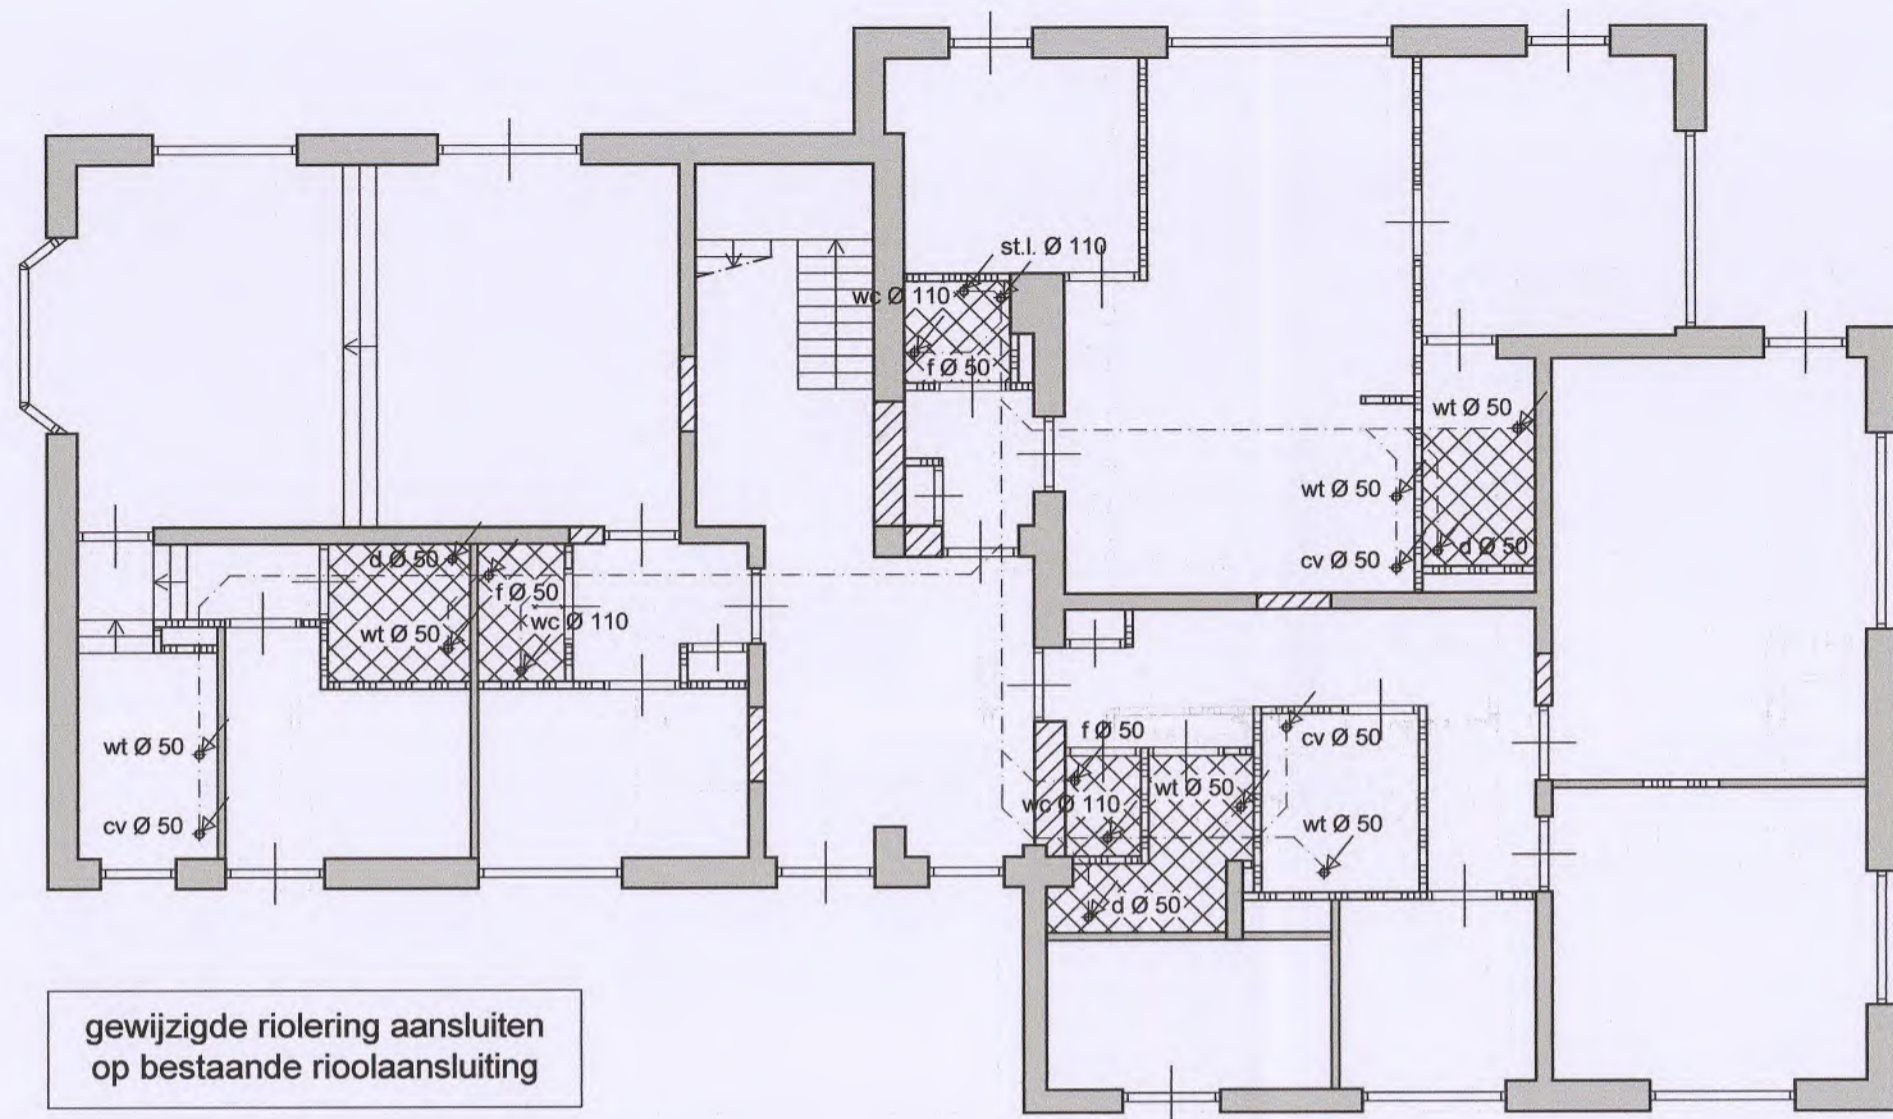 st.l. Ø 110
wc Ø 110
f Ø 50
wt Ø 50
wt Ø 50
d Ø 50
cv Ø 50
d Ø 50
f Ø 50
wc Ø 110
wt Ø 50
wt Ø 50
cv Ø 50
f Ø 50
cv Ø 50
wt Ø 50
wc Ø 110
wt Ø 50
d Ø 50
gewijzigde riolering aansluiten
op bestaande rioolaansluiting